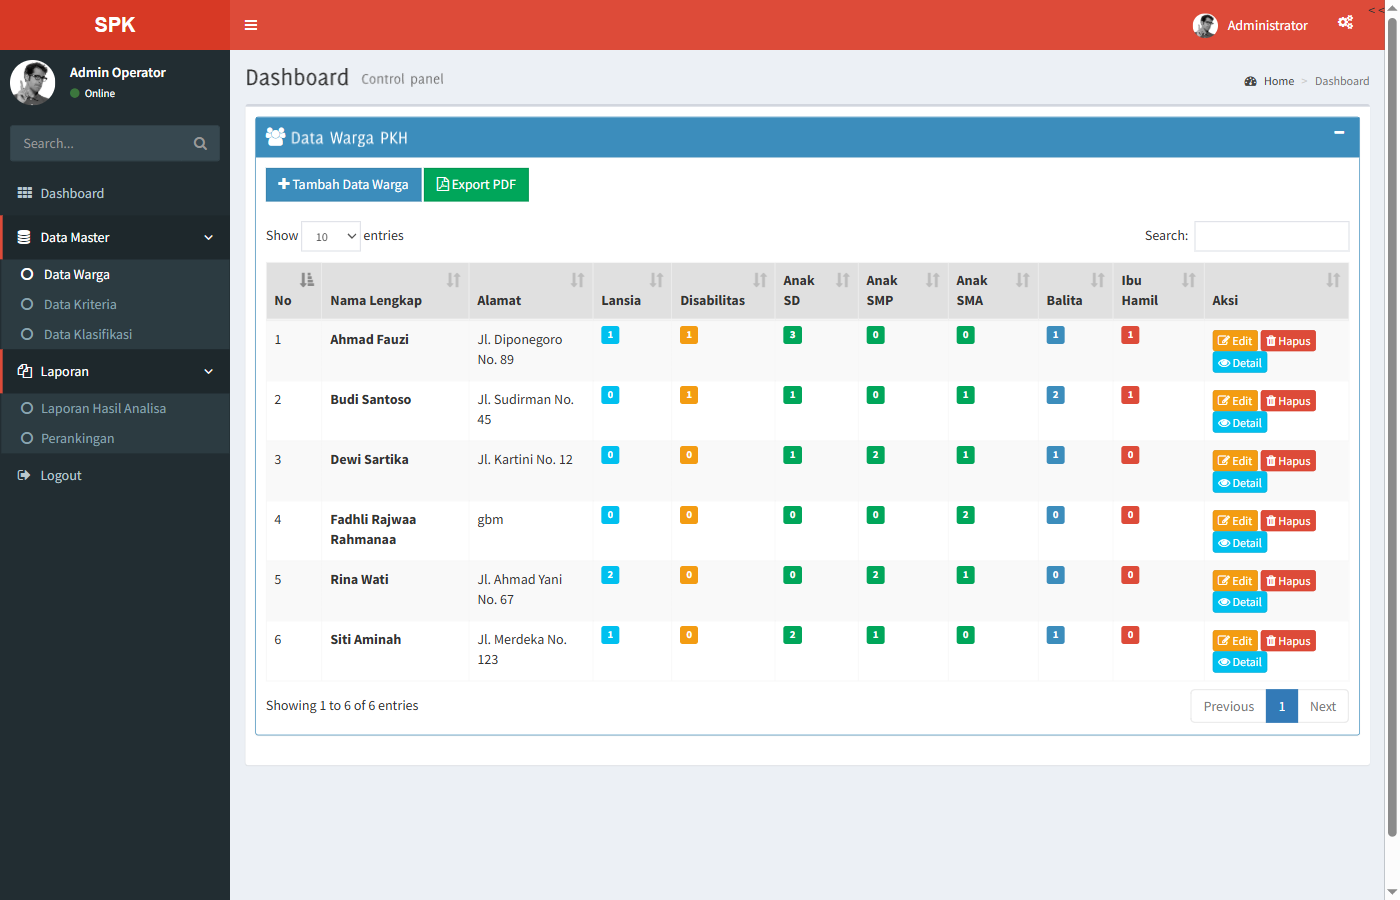 SPK
Administrator
<<
Admin Operator
Online
Search...
Dashboard
Data Master
Data Warga
Data Kriteria
Data Klasifikasi
Laporan
Laporan Hasil Analisa
Perankingan
Logout
Dashboard Control panel
Home > Dashboard
Data Warga PKH
Tambah Data Warga Export PDF
Show 10 entries
Search:
No Nama Lengkap Alamat Lansia Disabilitas Anak SD Anak SMP Anak SMA Balita Ibu Hamil Aksi
1 Ahmad Fauzi Jl. Diponegoro No. 89 1 1 3 0 0 1 1 Edit Hapus Detail
2 Budi Santoso Jl. Sudirman No. 45 0 1 1 0 1 2 1 Edit Hapus Detail
3 Dewi Sartika Jl. Kartini No. 12 0 0 1 2 1 1 0 Edit Hapus Detail
4 Fadhli Rajwaa Rahmanaa gbm 0 0 0 0 2 0 0 Edit Hapus Detail
5 Rina Wati Jl. Ahmad Yani No. 67 2 0 0 2 1 0 0 Edit Hapus Detail
6 Siti Aminah Jl. Merdeka No. 123 1 0 2 1 0 1 0 Edit Hapus Detail
Showing 1 to 6 of 6 entries
Previous 1 Next